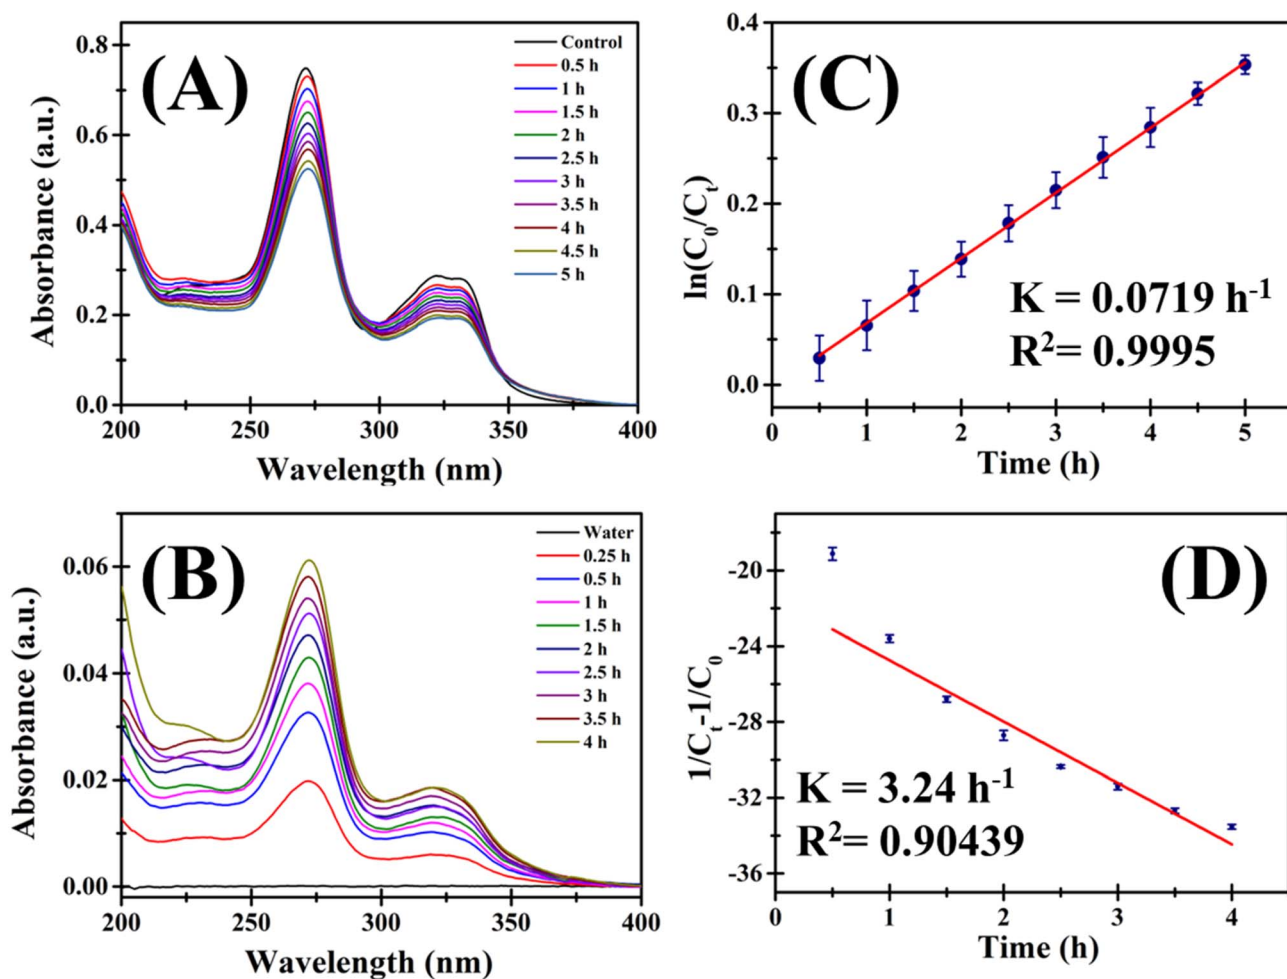 (A)
Absorbance (a.u.)
0.8
0.6
0.4
0.2
0.0
200
250
300
350
400
Wavelength (nm)
Control
0.5 h
1 h
1.5 h
2 h
2.5 h
3 h
3.5 h
4 h
4.5 h
5 h
(C)
ln(C₀/Cₜ)
0.4
0.3
0.2
0.1
0.0
K = 0.0719 h⁻¹
R²= 0.9995
0
1
2
3
4
5
Time (h)
(B)
Absorbance (a.u.)
0.06
0.04
0.02
0.00
200
250
300
350
400
Wavelength (nm)
Water
0.25 h
0.5 h
1 h
1.5 h
2 h
2.5 h
3 h
3.5 h
4 h
(D)
1/Cₜ-1/C₀
-20
-24
-28
-32
-36
K = 3.24 h⁻¹
R²= 0.90439
0
1
2
3
4
Time (h)